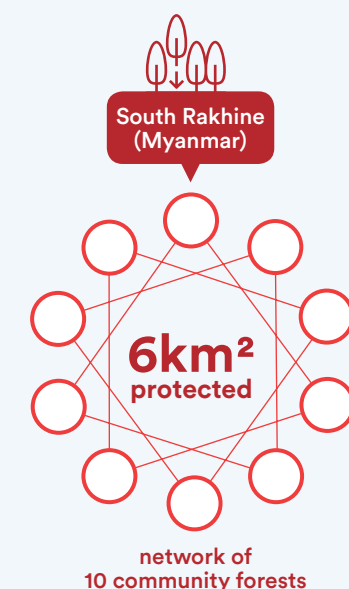 South Rakhine
(Myanmar)
6km²
protected
network of
10 community forests